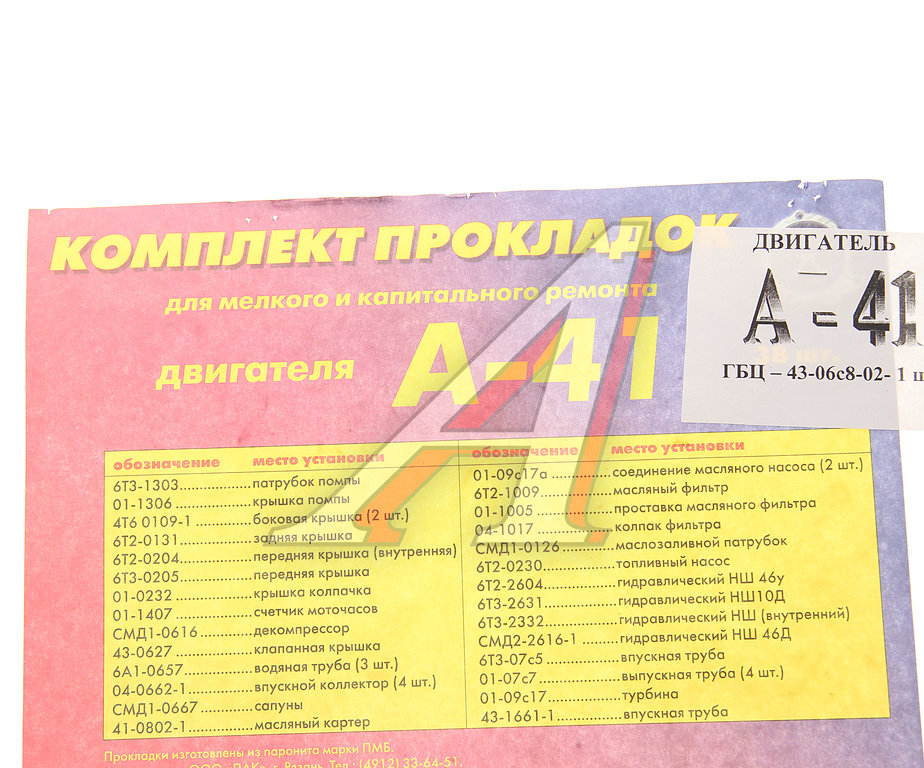 КОМПЛЕКТ ПРОКЛАДОК
для мелкого и капитального ремонта
двигателя А-41
ДВИГАТЕЛЬ
А-41
38 шт.
ГБЦ – 43-06с8-02- 1 ш
обозначение место установки
6Т3-1303 патрубок помпы
01-1306 крышка помпы
4Т6 0109-1 боковая крышка (2 шт.)
6Т2-0131 задняя крышка
6Т2-0204 передняя крышка (внутренняя)
6Т3-0205 передняя крышка
01-0232 крышка колпачка
01-1407 счетчик моточасов
СМД1-0616 декомпрессор
43-0627 клапанная крышка
6А1-0657 водяная труба (3 шт.)
04-0662-1 впускной коллектор (4 шт.)
СМД1-0667 сапуны
41-0802-1 масляный картер
обозначение место установки
01-09с17а соединение масляного насоса (2 шт.)
6Т2-1009 масляный фильтр
01-1005 проставка масляного фильтра
04-1017 колпак фильтра
СМД1-0126 маслозаливной патрубок
6Т2-0230 топливный насос
6Т2-2604 гидравлический НШ 46у
6Т3-2631 гидравлический НШ10Д
6Т3-2332 гидравлический НШ (внутренний)
СМД2-2616-1 гидравлический НШ 46Д
6Т3-07с5 впускная труба
01-07с7 выпускная труба (4 шт.)
01-09с17 турбина
43-1661-1 впускная труба
Прокладки изготовлены из паронита марки ПМБ.
г. Рязань, Тел.: (4912) 33-64-51.